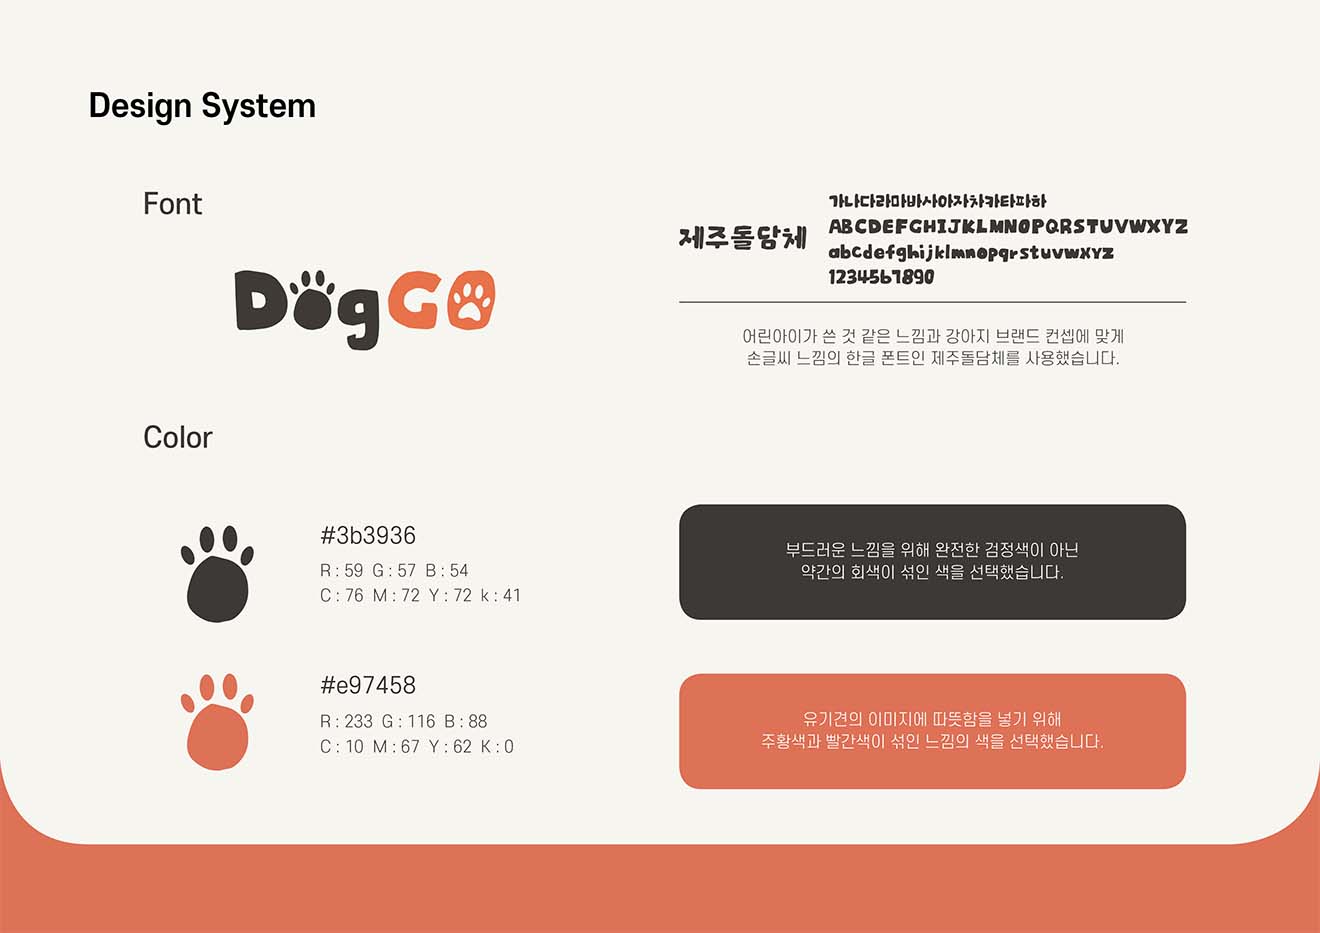 Design System
Font
DogGO
제주돌담체
가나다라마바사아자차카타파하
ABCDEFGHIJKLMNOPQRSTUVWXYZ
abcdefghijklmnopqrstuvwxyz
1234567890
어린아이가 쓴 것 같은 느낌과 강아지 브랜드 컨셉에 맞게
손글씨 느낌의 한글 폰트인 제주돌담체를 사용했습니다.
Color
#3b3936
R : 59 G : 57 B : 54
C : 76 M : 72 Y : 72 k : 41
부드러운 느낌을 위해 완전한 검정색이 아닌
약간의 회색이 섞인 색을 선택했습니다.
#e97458
R : 233 G : 116 B : 88
C : 10 M : 67 Y : 62 K : 0
유기견의 이미지에 따뜻함을 넣기 위해
주황색과 빨간색이 섞인 느낌의 색을 선택했습니다.